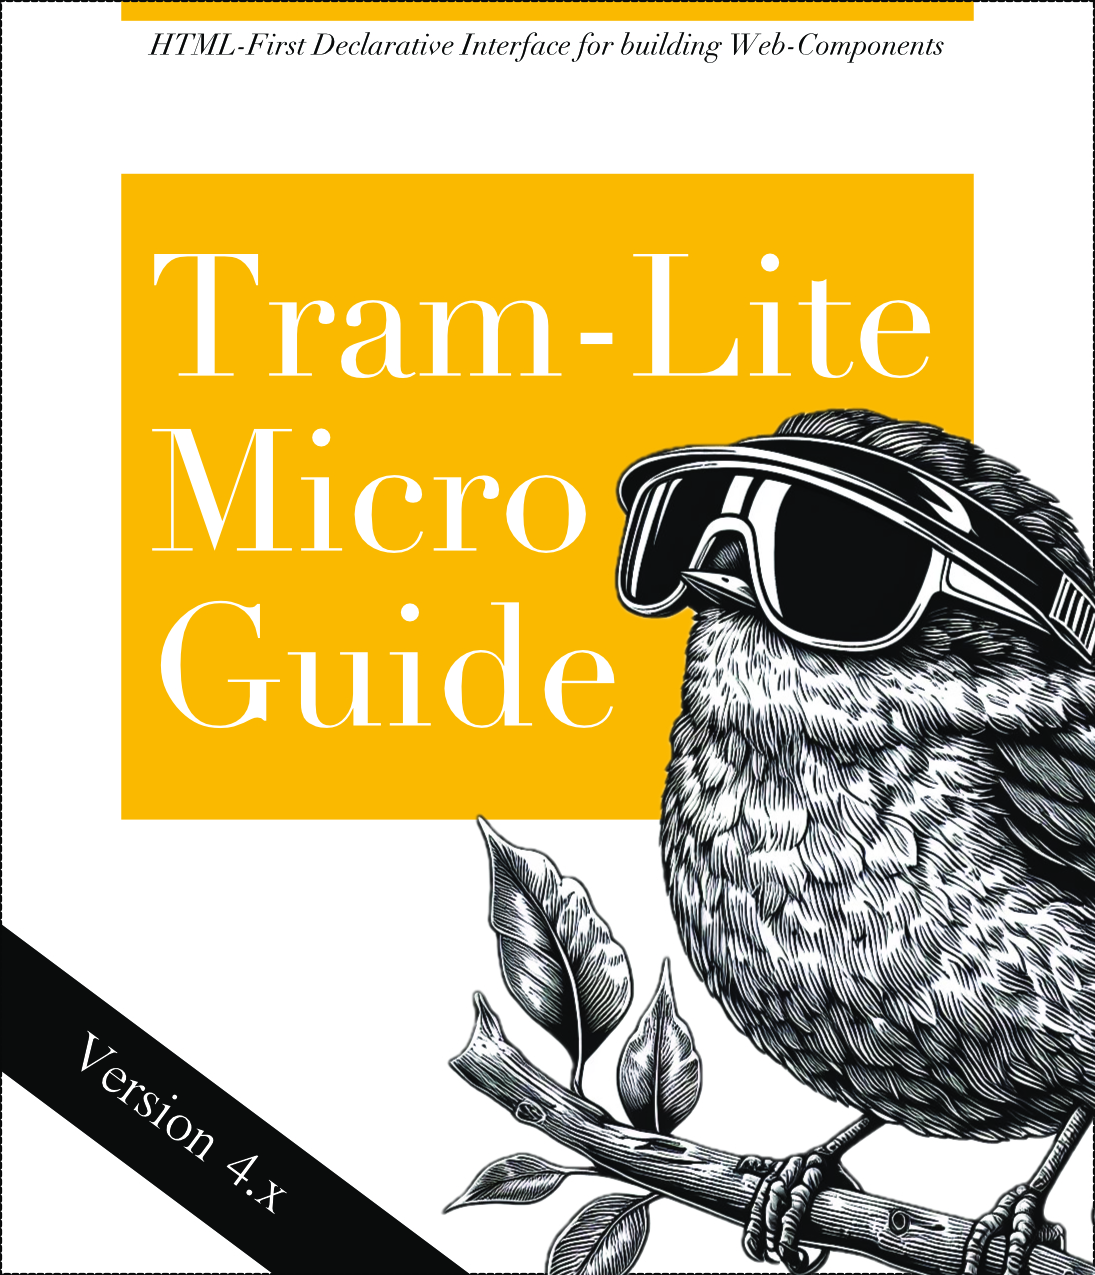 HTML-First Declarative Interface for building Web-Components
Tram-Lite
Micro
Guide
Version 4.x